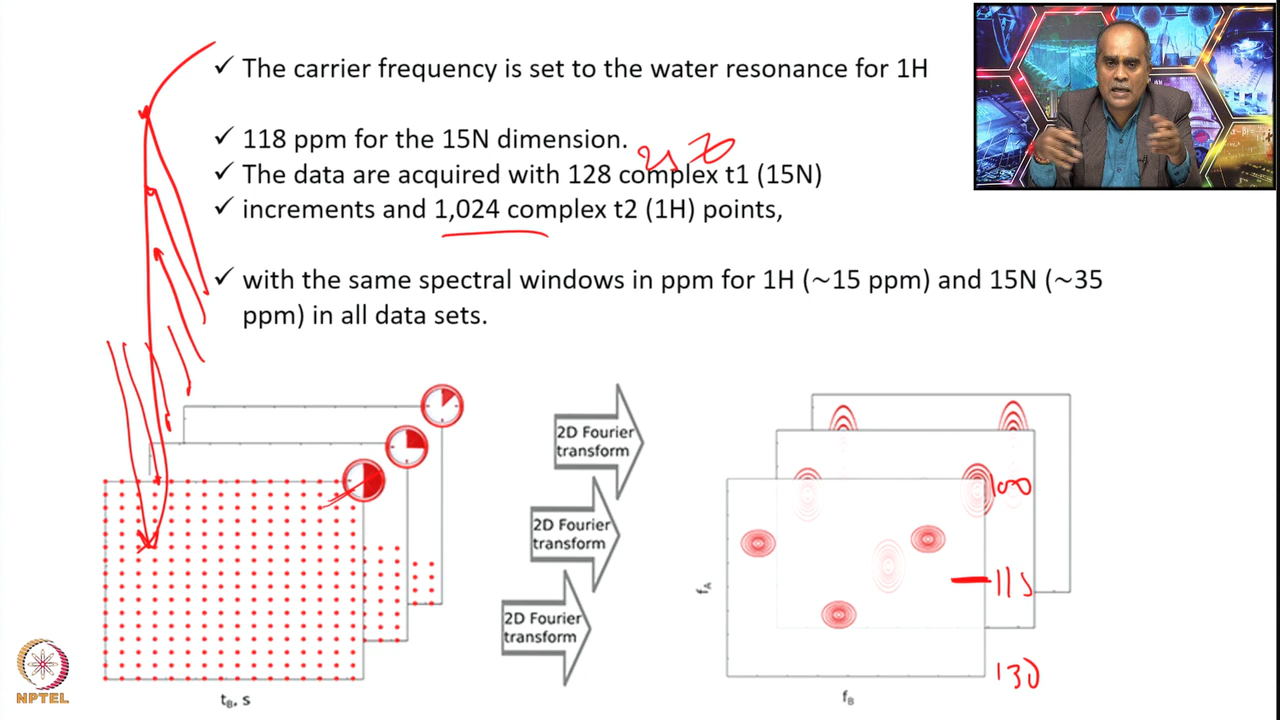 ✓ The carrier frequency is set to the water resonance for 1H
✓ 118 ppm for the 15N dimension.
✓ The data are acquired with 128 complex t1 (15N)
✓ increments and 1,024 complex t2 (1H) points,
✓ with the same spectral windows in ppm for 1H (~15 ppm) and 15N (~35
ppm) in all data sets.
2D Fourier
transform
2D Fourier
transform
2D Fourier
transform
tB, s
fA
fB
100
115
130
NPTEL